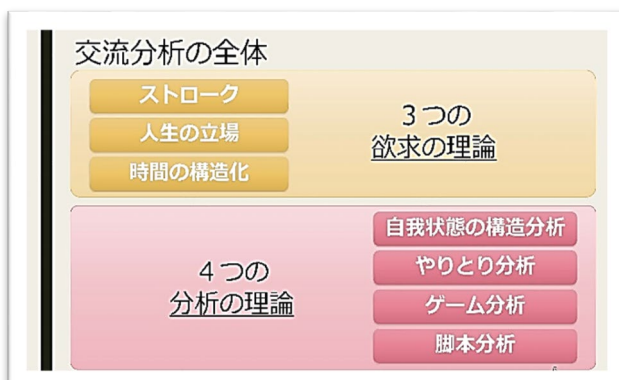 交流分析の全体
ストローク
人生の立場
時間の構造化
3つの
欲求の理論
4つの
分析の理論
自我状態の構造分析
やりとり分析
ゲーム分析
脚本分析